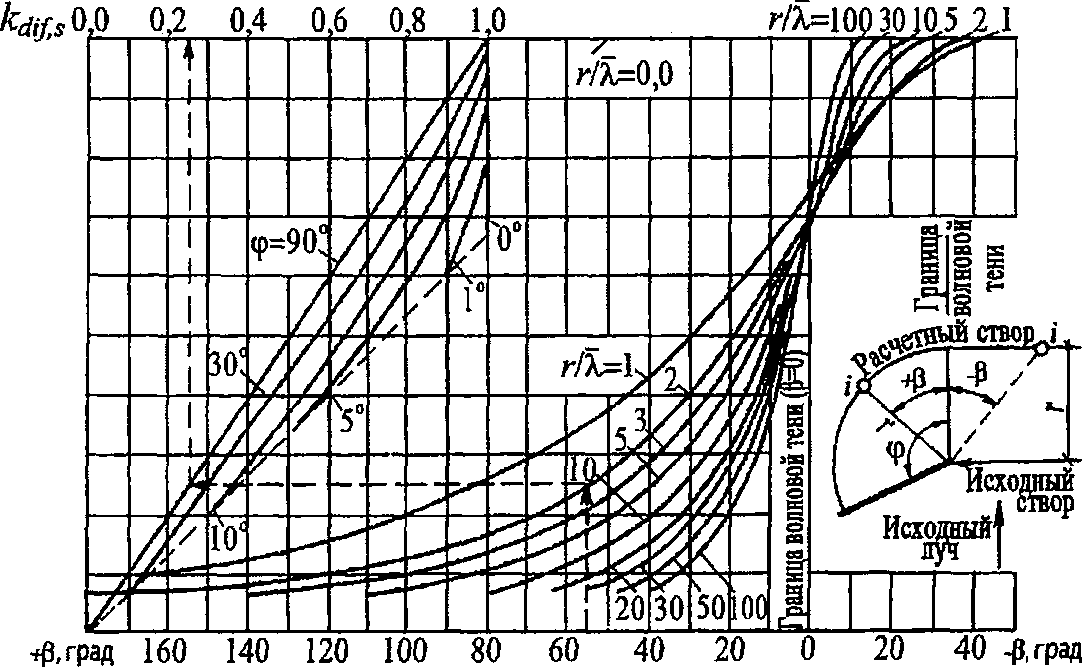 k dif,s 0,0 0,2 0,4 0,6 0,8 1,0 r/λ̄=100 30 10 5 2 1
r/λ̄=0,0
φ=90° 0°
1°
30° r/λ̄=1 2
5° 5 3
10
10°
20 30 50 100
Граница волновой тени (β=0)
Граница
волновой
тени
Расчетный створ i
i +β -β
r φ r
Исходный
створ
Исходный
луч
+β, град 160 140 120 100 80 60 40 20 0 20 40 -β, град